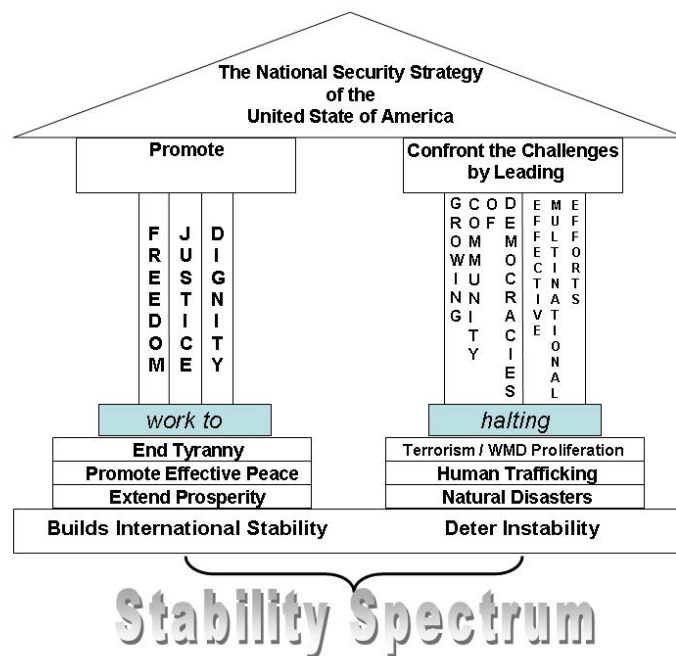 The National Security Strategy
of the
United State of America
Promote
FREEDOM
JUSTICE
DIGNITY
work to
End Tyranny
Promote Effective Peace
Extend Prosperity
Builds International Stability
Confront the Challenges
by Leading
GROWING
COMMUNITY
OF
DEMOCRACIES
EFFECTIVE
MULTINATIONAL
EFFORTS
halting
Terrorism / WMD Proliferation
Human Trafficking
Natural Disasters
Deter Instability
Stability Spectrum